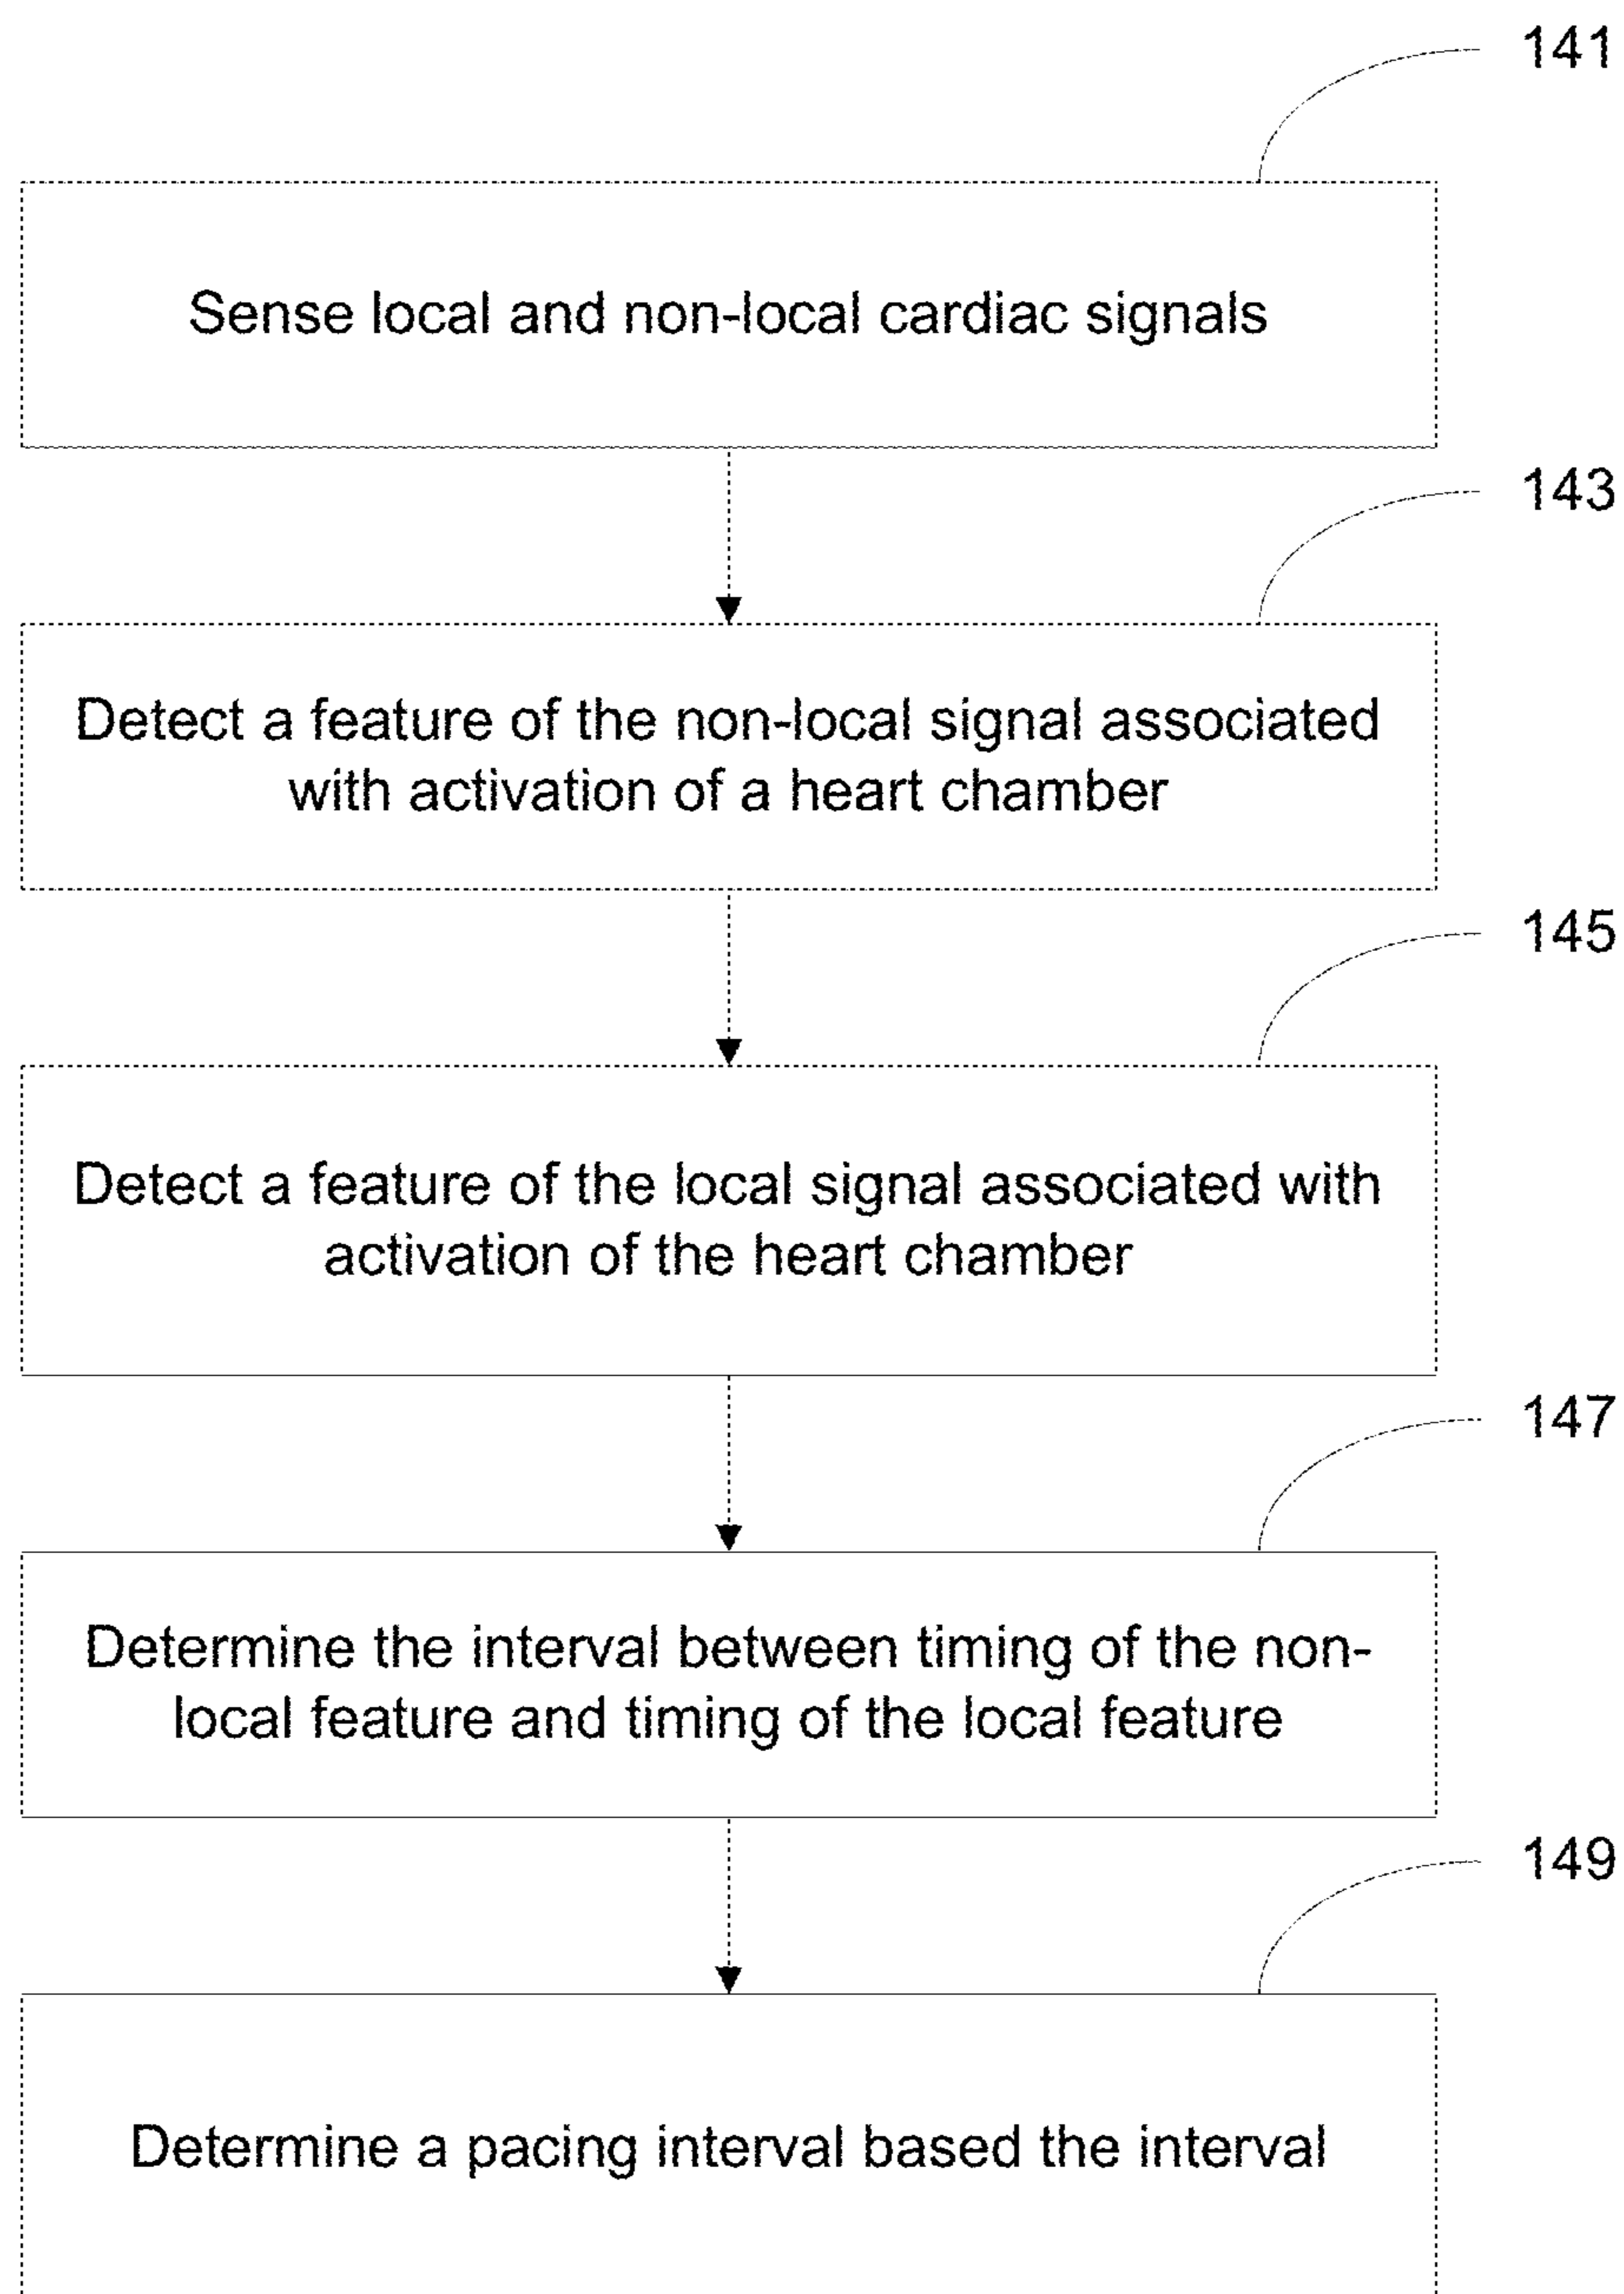 141
Sense local and non-local cardiac signals
143
Detect a feature of the non-local signal associated
with activation of a heart chamber
145
Detect a feature of the local signal associated with
activation of the heart chamber
147
Determine the interval between timing of the non-
local feature and timing of the local feature
149
Determine a pacing interval based the interval